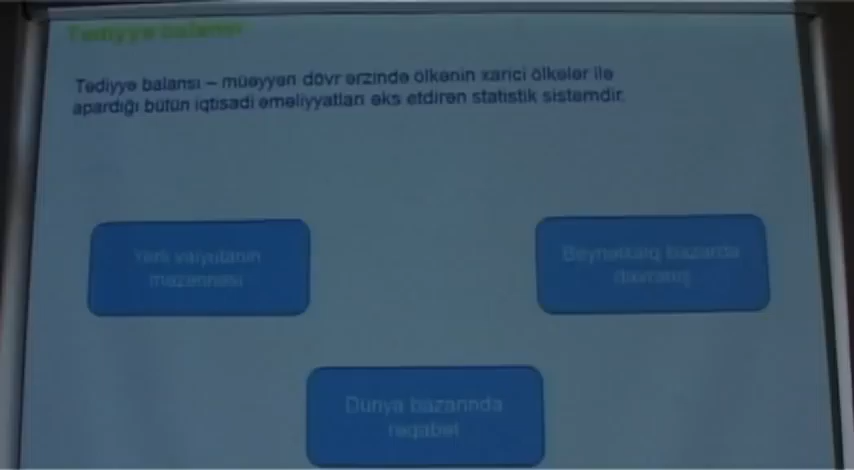 Tədiyyə balansı
Tədiyyə balansı – müəyyən dövr ərzində ölkənin xarici ölkələr ilə
apardığı bütün iqtisadi əməliyyatları əks etdirən statistik sistemdir.
Yerli valyutanın
məzənnəsi
Beynəlxalq bazarda
davranış
Dünya bazarında
rəqabət